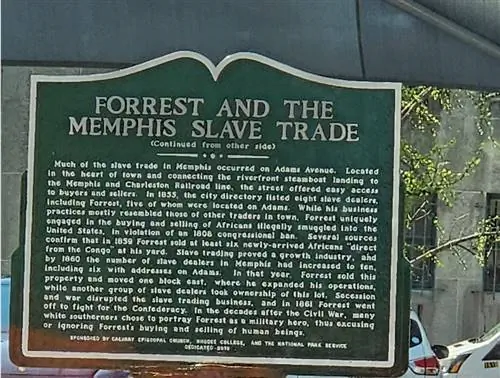 FORREST AND THE
MEMPHIS SLAVE TRADE
(Continued from other side)
Much of the slave trade in Memphis occurred on Adams Avenue. Located
in the heart of town and connecting the riverfront steamboat landing to
the Memphis and Charleston Railroad line, the street offered easy access
to buyers and sellers. In 1855, the city directory listed eight slave dealers,
including Forrest, five of whom were located on Adams. While his business
practices mostly resembled those of other traders in town, Forrest uniquely
engaged in the buying and selling of Africans illegally smuggled into the
United States, in violation of an 1808 congressional ban. Several sources
confirm that in 1859 Forrest sold at least six newly-arrived Africans "direct
from the Congo" at his yard. Slave trading proved a growth industry, and
by 1860 the number of slave dealers in Memphis had increased to ten,
including six with addresses on Adams. In that year, Forrest sold this
property and moved one block east, where he expanded his operations,
while another group of slave dealers took ownership of this lot. Secession
and war disrupted the slave trading business, and in 1861 Forrest went
off to fight for the Confederacy. In the decades after the Civil War, many
white southerners chose to portray Forrest as a military hero, thus excusing
or ignoring Forrest's buying and selling of human beings.
SPONSORED BY CALVARY EPISCOPAL CHURCH, RHODES COLLEGE, AND THE NATIONAL PARK SERVICE
DEDICATED 2018